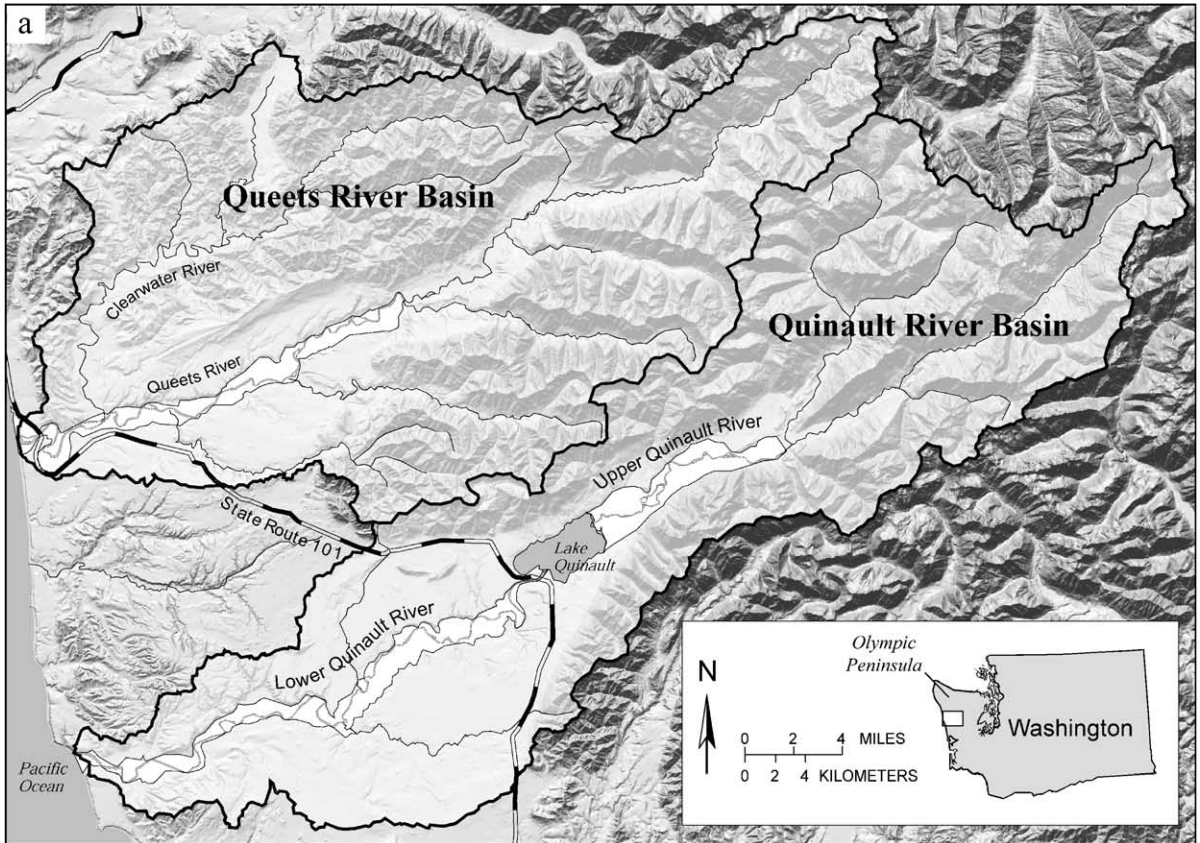 a
Queets River Basin
Clearwater River
Queets River
Quinault River Basin
Upper Quinault River
State Route 101
Lake
Quinault
Lower Quinault River
Pacific
Ocean
N
0 2 4 MILES
0 2 4 KILOMETERS
Olympic
Peninsula
Washington